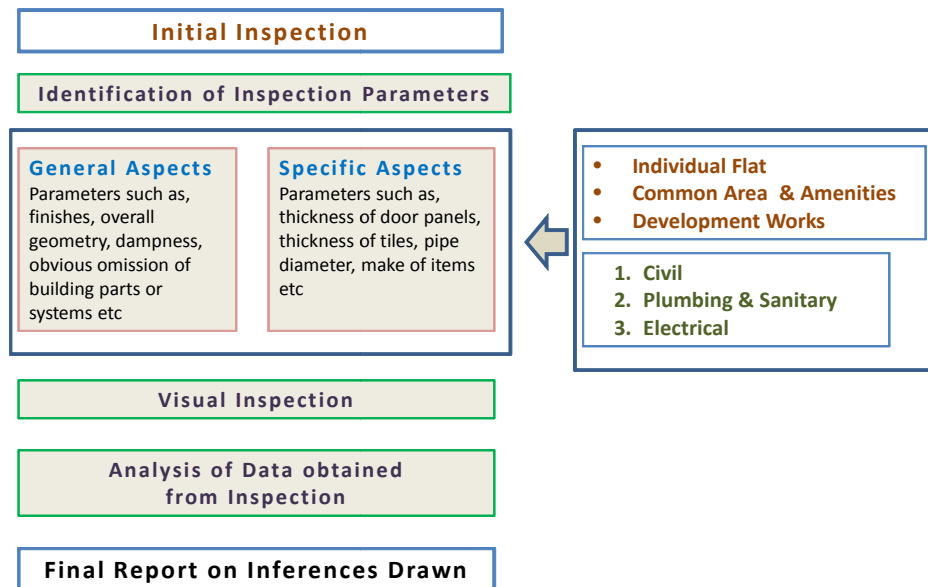 Initial Inspection
Identification of Inspection Parameters
General Aspects
Parameters such as,
finishes, overall
geometry, dampness,
obvious omission of
building parts or
systems etc
Specific Aspects
Parameters such as,
thickness of door panels,
thickness of tiles, pipe
diameter, make of items
etc
• Individual Flat
• Common Area & Amenities
• Development Works
1. Civil
2. Plumbing & Sanitary
3. Electrical
Visual Inspection
Analysis of Data obtained
from Inspection
Final Report on Inferences Drawn